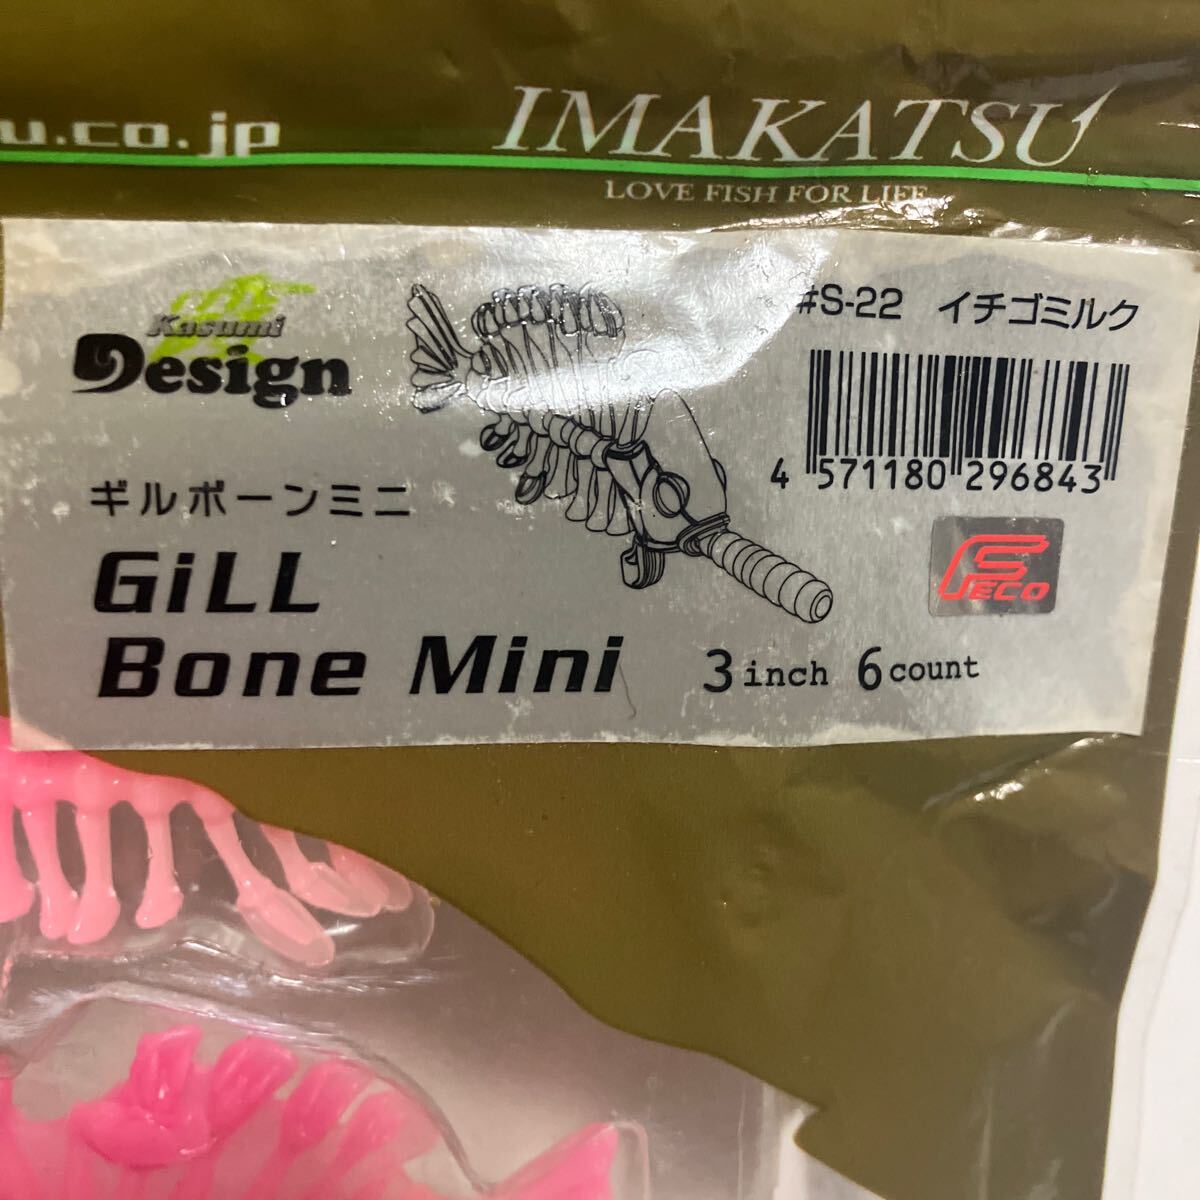 u.co.jp
IMAKATSU
LOVE FISH FOR LIFE
Kasumi
Design
#S-22 イチゴミルク
4 571180 296843
ギルボーンミニ
GiLL
Bone Mini
3 inch 6 count
FECO